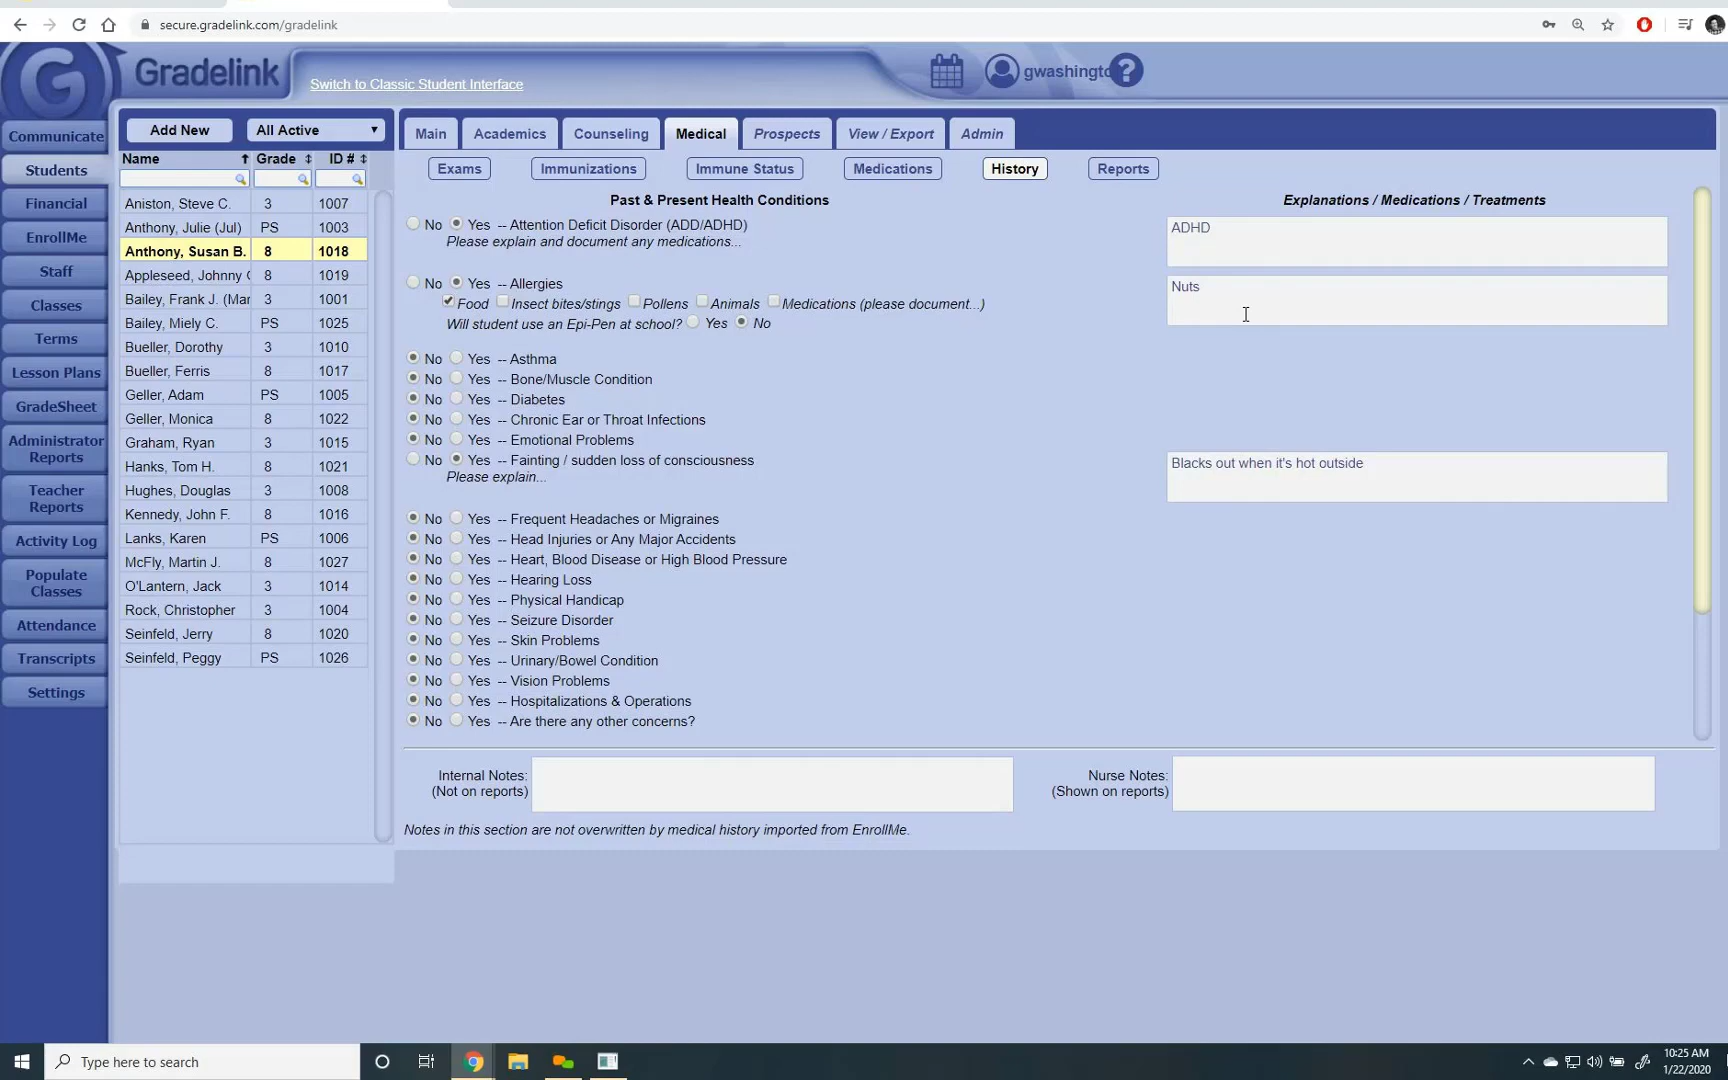 secure.gradelink.com/gradelink
G
Gradelink
Switch to Classic Student Interface
gwashingto
?
Communicate
Students
Financial
EnrollMe
Staff
Classes
Terms
Lesson Plans
GradeSheet
Administrator
Reports
Teacher
Reports
Activity Log
Populate
Classes
Attendance
Transcripts
Settings
Add New
All Active
Name Grade ID #
Aniston, Steve C. 3 1007
Anthony, Julie (Jul) PS 1003
Anthony, Susan B. 8 1018
Appleseed, Johnny 8 1019
Bailey, Frank J. (Mar 3 1001
Bailey, Miely C. PS 1025
Bueller, Dorothy 3 1010
Bueller, Ferris 8 1017
Geller, Adam PS 1005
Geller, Monica 8 1022
Graham, Ryan 3 1015
Hanks, Tom H. 8 1021
Hughes, Douglas 3 1008
Kennedy, John F. 8 1016
Lanks, Karen PS 1006
McFly, Martin J. 8 1027
O'Lantern, Jack 3 1014
Rock, Christopher 3 1004
Seinfeld, Jerry 8 1020
Seinfeld, Peggy PS 1026
Main Academics Counseling Medical Prospects View / Export Admin
Exams Immunizations Immune Status Medications History Reports
Past & Present Health Conditions Explanations / Medications / Treatments
No Yes -- Attention Deficit Disorder (ADD/ADHD)
Please explain and document any medications...
ADHD
No Yes -- Allergies
Food Insect bites/stings Pollens Animals Medications (please document...)
Will student use an Epi-Pen at school? Yes No
Nuts
No Yes -- Asthma
No Yes -- Bone/Muscle Condition
No Yes -- Diabetes
No Yes -- Chronic Ear or Throat Infections
No Yes -- Emotional Problems
No Yes -- Fainting / sudden loss of consciousness
Please explain...
Blacks out when it's hot outside
No Yes -- Frequent Headaches or Migraines
No Yes -- Head Injuries or Any Major Accidents
No Yes -- Heart, Blood Disease or High Blood Pressure
No Yes -- Hearing Loss
No Yes -- Physical Handicap
No Yes -- Seizure Disorder
No Yes -- Skin Problems
No Yes -- Urinary/Bowel Condition
No Yes -- Vision Problems
No Yes -- Hospitalizations & Operations
No Yes -- Are there any other concerns?
Internal Notes:
(Not on reports)
Nurse Notes:
(Shown on reports)
Notes in this section are not overwritten by medical history imported from EnrollMe.
Type here to search
10:25 AM
1/22/2020